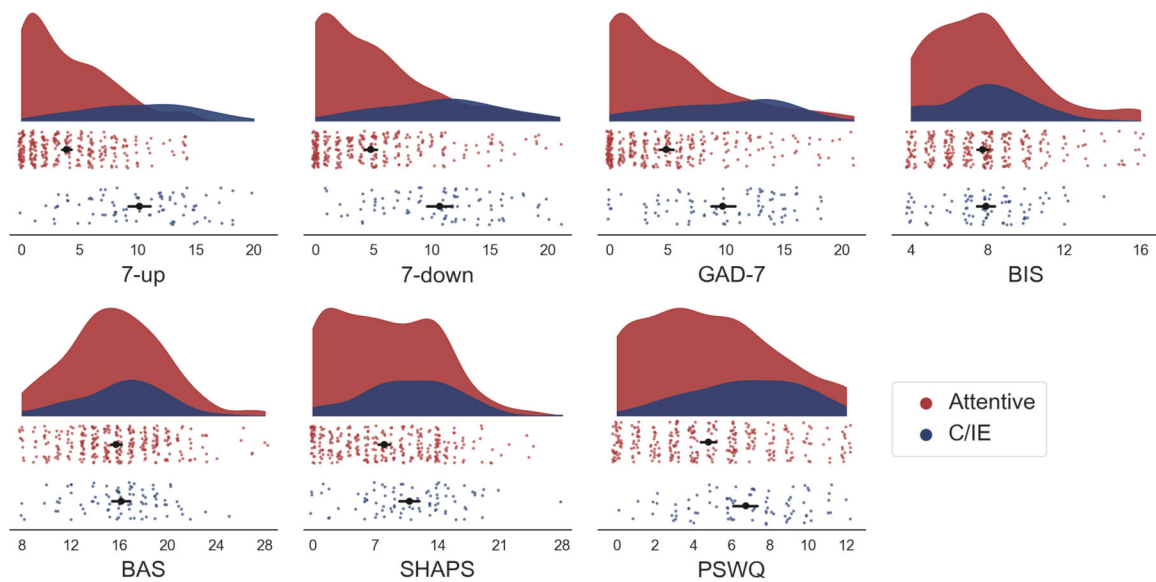 0 5 10 15 20
7-up
0 5 10 15 20
7-down
0 5 10 15 20
GAD-7
4 8 12 16
BIS
8 12 16 20 24 28
BAS
0 7 14 21 28
SHAPS
0 2 4 6 8 10 12
PSWQ
Attentive
C/IE